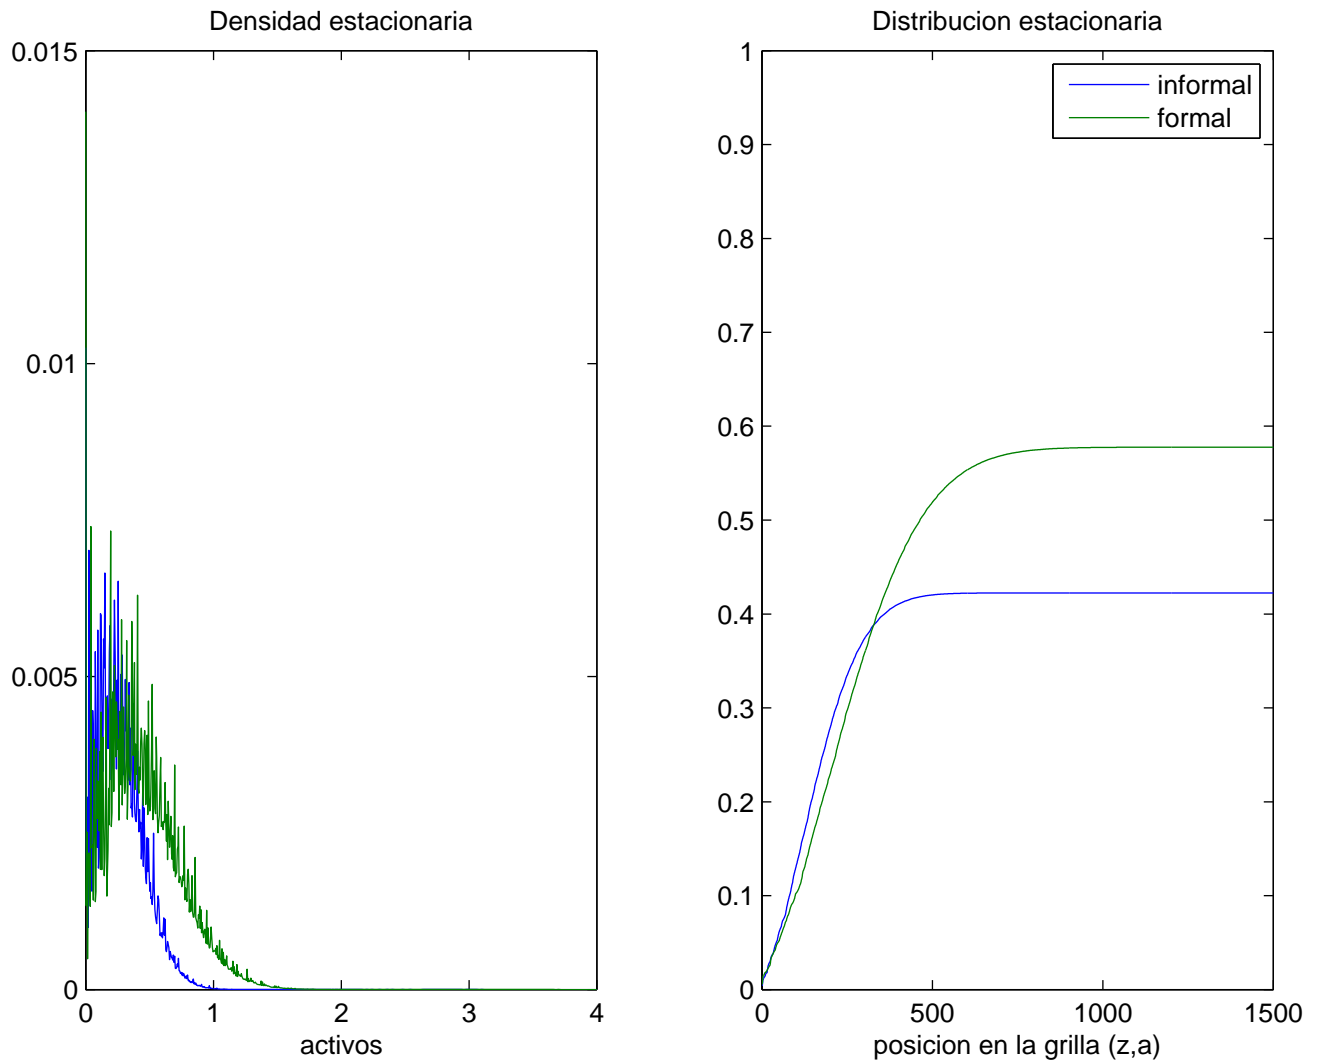 Densidad estacionaria
0.015
0.01
0.005
0
0 1 2 3 4
activos
Distribucion estacionaria
1
0.9
0.8
0.7
0.6
0.5
0.4
0.3
0.2
0.1
0
0 500 1000 1500
posicion en la grilla (z,a)
informal
formal